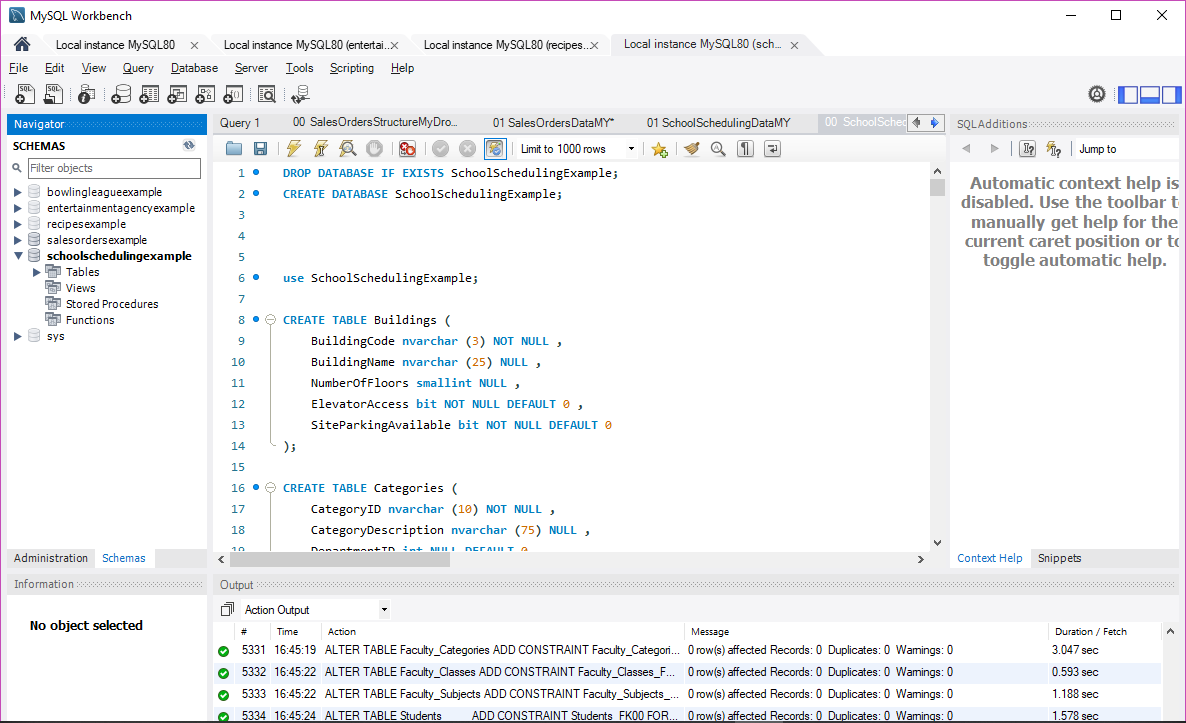 MySQL Workbench
Local instance MySQL80
Local instance MySQL80 (entertai...
Local instance MySQL80 (recipes...
Local instance MySQL80 (sch...
File Edit View Query Database Server Tools Scripting Help
Navigator
SCHEMAS
Filter objects
bowlingleagueexample
entertainmentagencyexample
recipesexample
salesordersexample
schoolschedulingexample
Tables
Views
Stored Procedures
Functions
sys
Administration Schemas
Information
No object selected
Query 1
00 SalesOrdersStructureMyDro...
01 SalesOrdersDataMY*
01 SchoolSchedulingDataMY
00 SchoolSched
Limit to 1000 rows
1 DROP DATABASE IF EXISTS SchoolSchedulingExample;
2 CREATE DATABASE SchoolSchedulingExample;
3
4
5
6 use SchoolSchedulingExample;
7
8 CREATE TABLE Buildings (
9 BuildingCode nvarchar (3) NOT NULL ,
10 BuildingName nvarchar (25) NULL ,
11 NumberOfFloors smallint NULL ,
12 ElevatorAccess bit NOT NULL DEFAULT 0 ,
13 SiteParkingAvailable bit NOT NULL DEFAULT 0
14 );
15
16 CREATE TABLE Categories (
17 CategoryID nvarchar (10) NOT NULL ,
18 CategoryDescription nvarchar (75) NULL ,
19 DepartmentID int NULL DEFAULT 0
SQLAdditions
Jump to
Automatic context help is
disabled. Use the toolbar t
manually get help for the
current caret position or to
toggle automatic help.
Context Help Snippets
Output
Action Output
# Time Action Message Duration / Fetch
5331 16:45:19 ALTER TABLE Faculty_Categories ADD CONSTRAINT Faculty_Categori... 0 row(s) affected Records: 0 Duplicates: 0 Warnings: 0 3.047 sec
5332 16:45:22 ALTER TABLE Faculty_Classes ADD CONSTRAINT Faculty_Classes_F... 0 row(s) affected Records: 0 Duplicates: 0 Warnings: 0 0.593 sec
5333 16:45:22 ALTER TABLE Faculty_Subjects ADD CONSTRAINT Faculty_Subjects_... 0 row(s) affected Records: 0 Duplicates: 0 Warnings: 0 1.188 sec
5334 16:45:24 ALTER TABLE Students ADD CONSTRAINT Students_FK00 FOR... 0 row(s) affected Records: 0 Duplicates: 0 Warnings: 0 1.578 sec